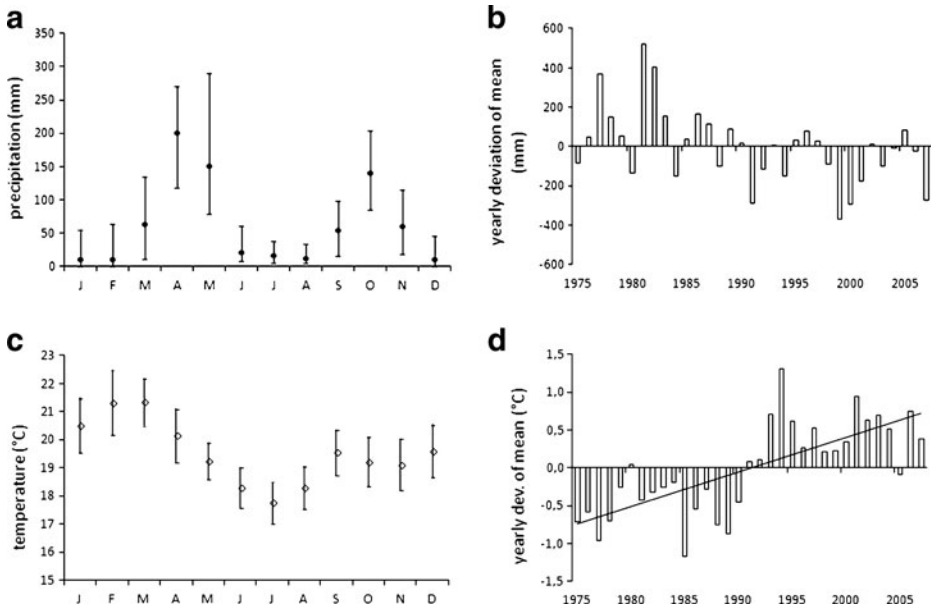 a
precipitation (mm)
350
300
250
200
150
100
50
0
J F M A M J J A S O N D
b
yearly deviation of mean
(mm)
600
400
200
0
-200
-400
-600
1975 1980 1985 1990 1995 2000 2005
c
temperature (°C)
23
22
21
20
19
18
17
16
15
J F M A M J J A S O N D
d
yearly dev. of mean (°C)
1,5
1,0
0,5
0,0
-0,5
-1,0
-1,5
1975 1980 1985 1990 1995 2000 2005